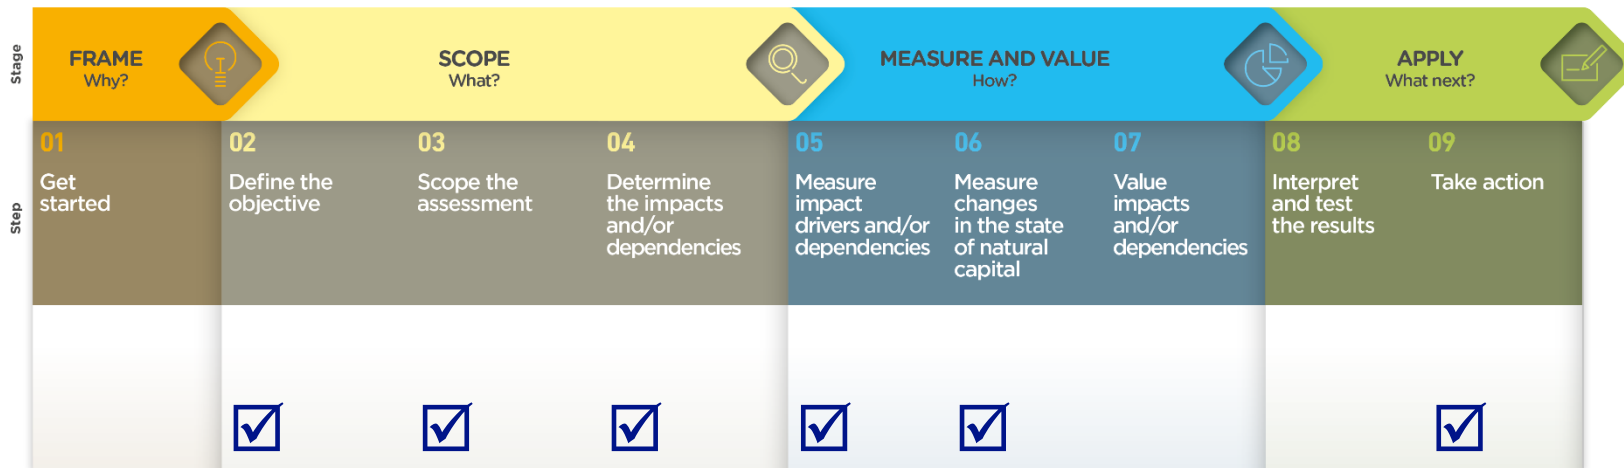 Stage
FRAME
Why?
SCOPE
What?
MEASURE AND VALUE
How?
APPLY
What next?
Step
01
Get
started
02
Define the
objective
03
Scope the
assessment
04
Determine
the impacts
and/or
dependencies
05
Measure
impact
drivers and/or
dependencies
06
Measure
changes
in the state
of natural
capital
07
Value
impacts
and/or
dependencies
08
Interpret
and test
the results
09
Take action